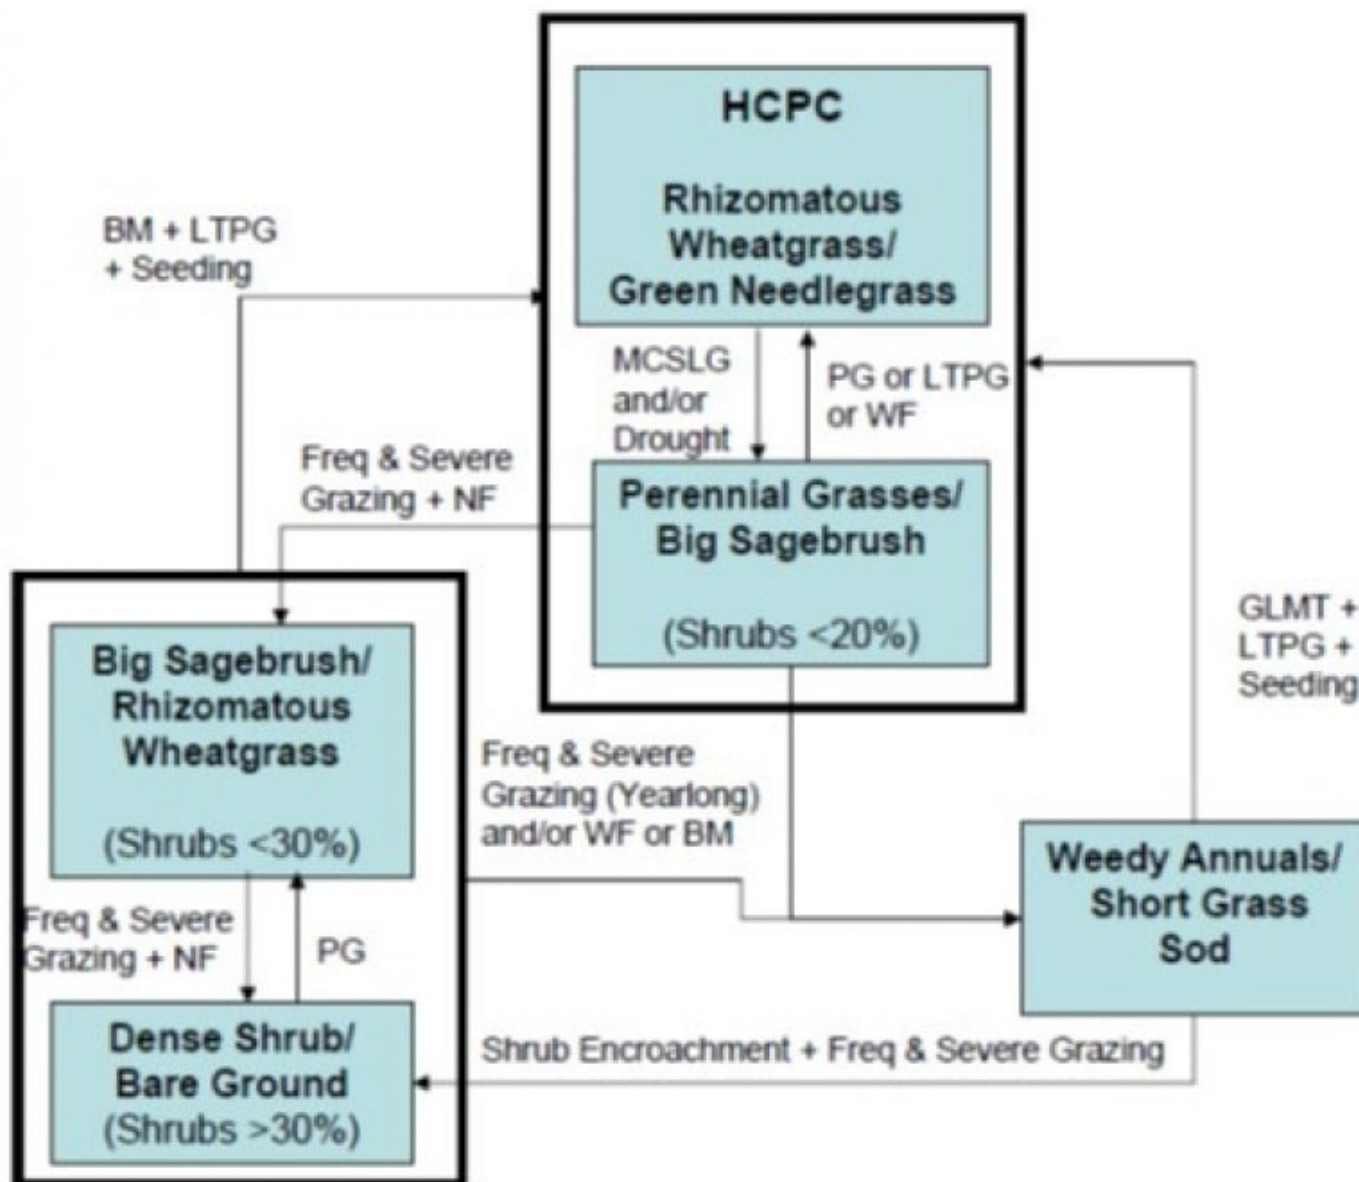 HCPC
Rhizomatous
Wheatgrass/
Green Needlegrass
BM + LTPG
+ Seeding
MCSLG
and/or
Drought
PG or LTPG
or WF
Freq & Severe
Grazing + NF
Perennial Grasses/
Big Sagebrush
(Shrubs <20%)
GLMT +
LTPG +
Seeding
Big Sagebrush/
Rhizomatous
Wheatgrass
(Shrubs <30%)
Freq & Severe
Grazing (Yearlong)
and/or WF or BM
Weedy Annuals/
Short Grass
Sod
Freq & Severe
Grazing + NF
PG
Dense Shrub/
Bare Ground
(Shrubs >30%)
Shrub Encroachment + Freq & Severe Grazing